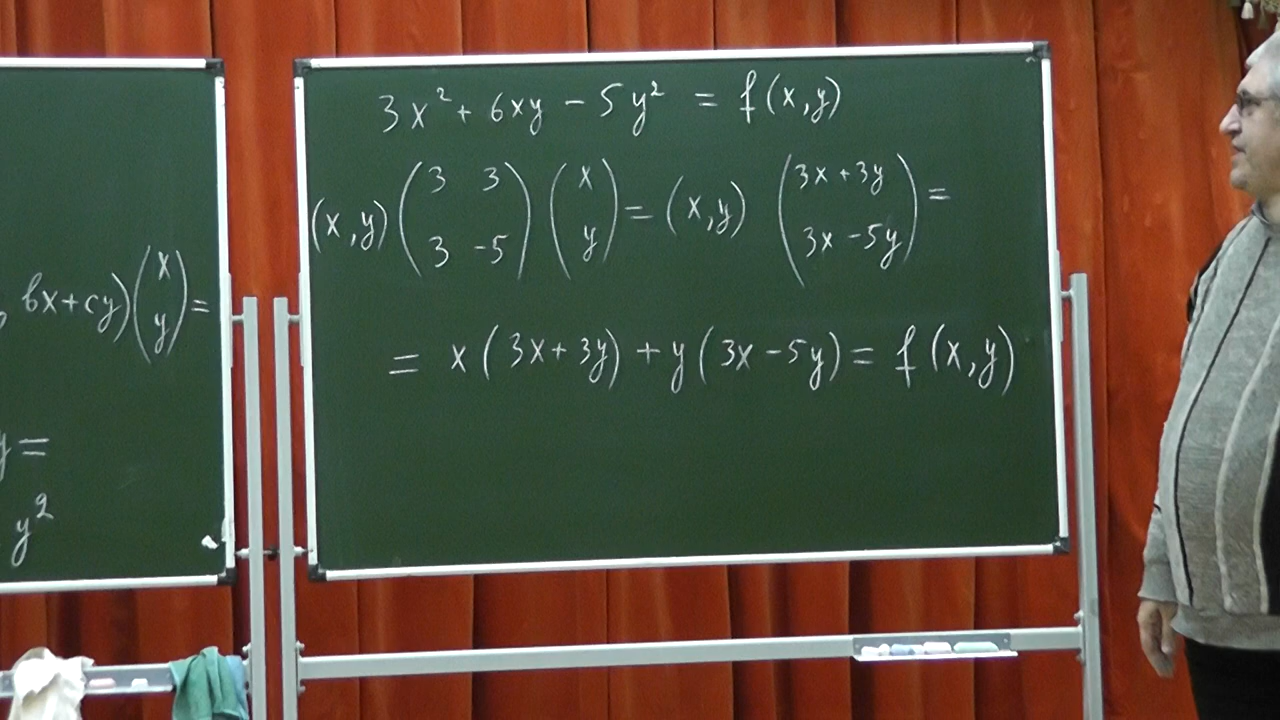 bx+cy)(x
y)=
y=
y²
3x² + 6xy − 5y² = f(x,y)
(x,y)(3 3
3 −5)(x
y) = (x,y) (3x+3y
3x−5y) =
= x(3x+3y) + y(3x−5y) = f(x,y)